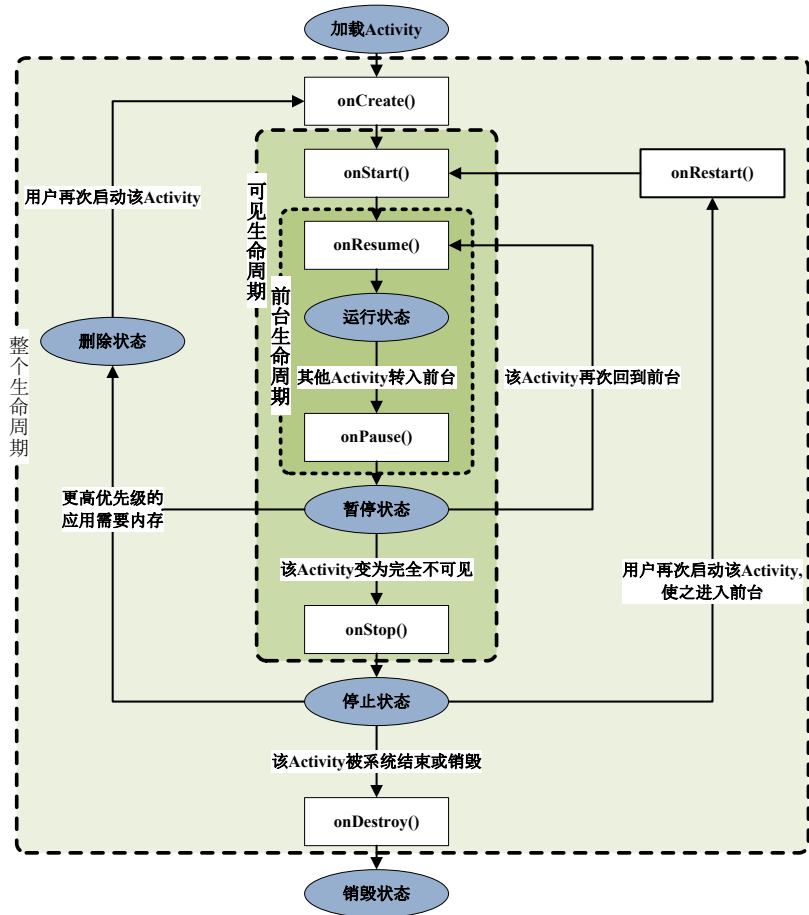 加载Activity
onCreate()
onStart()
onRestart()
用户再次启动该Activity
可见生命周期
onResume()
前台生命周期
运行状态
删除状态
整个生命周期
其他Activity转入前台
该Activity再次回到前台
onPause()
更高优先级的
应用需要内存
暂停状态
该Activity变为完全不可见
用户再次启动该Activity,
使之进入前台
onStop()
停止状态
该Activity被系统结束或销毁
onDestroy()
销毁状态